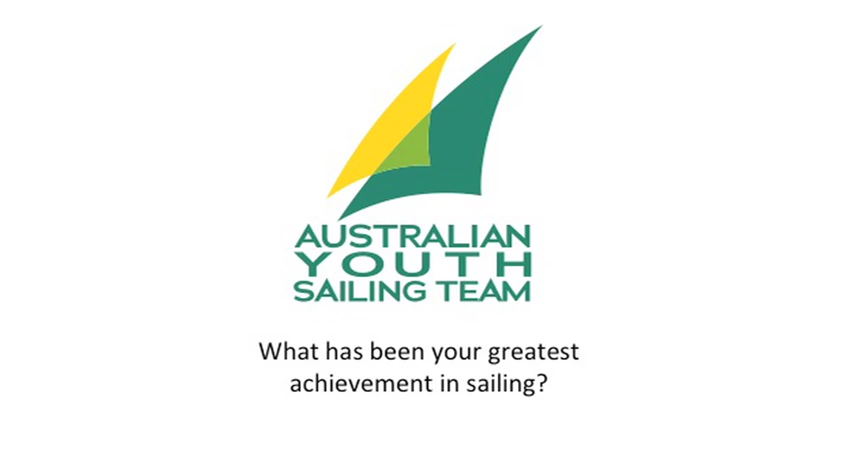 AUSTRALIAN
YOUTH
SAILING TEAM
What has been your greatest
achievement in sailing?